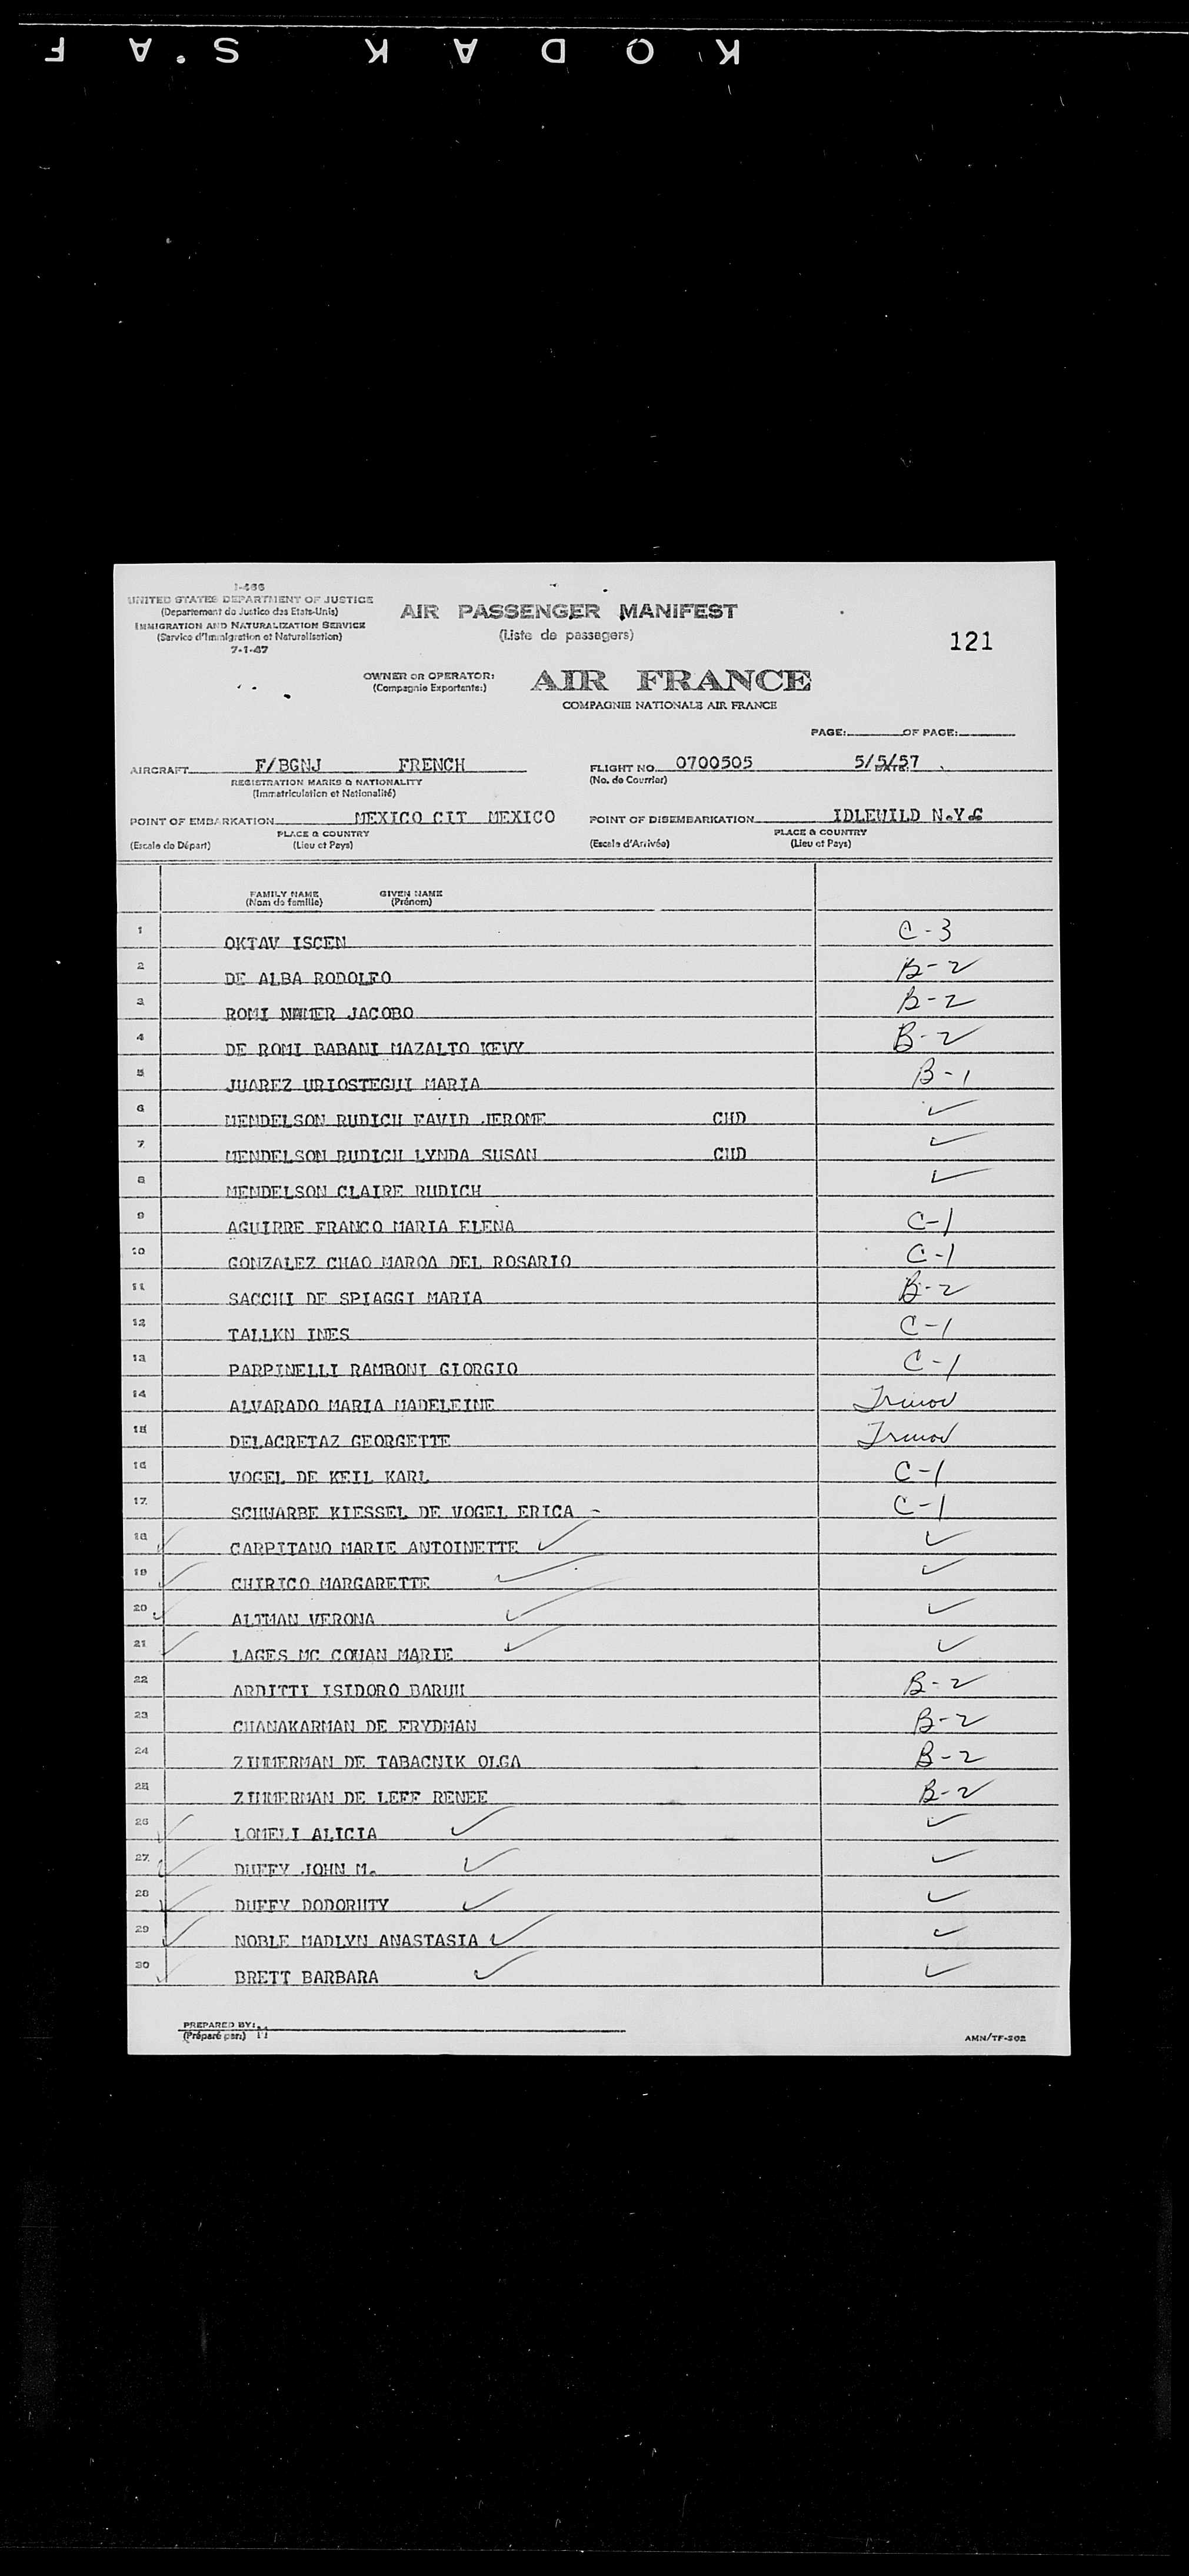 KODAK S.A F
I-466
UNITED STATES DEPARTMENT OF JUSTICE
(Departement de Justice des Etats-Unis)
IMMIGRATION AND NATURALIZATION SERVICE
(Service d'Immigration et Naturalisation)
7-1-47
AIR PASSENGER MANIFEST
(Liste de passagers)
121
OWNER OR OPERATOR:
(Compagnie Exportante:)
AIR FRANCE
COMPAGNIE NATIONALE AIR FRANCE
PAGE: OF PAGE:
AIRCRAFT F/BGNJ FRENCH
REGISTRATION MARKS & NATIONALITY
(Immatriculation et Nationalité)
FLIGHT NO. 0700505 5/5/57
(No. de Courrier)
POINT OF EMBARKATION MEXICO CIT MEXICO
PLACE & COUNTRY
(Escale de Départ) (Lieu et Pays)
POINT OF DISEMBARKATION IDLEWILD N.Y.C
PLACE & COUNTRY
(Escale d'Arrivée) (Lieu et Pays)
FAMILY NAME GIVEN NAME
(Nom de famille) (Prénom)
1 OKTAV ISCEN C-3
2 DE ALBA RODOLFO B-2
3 ROMI JACOBO B-2
4 DE ROMI BABANI MAZALTO KEVY B-2
5 JUAREZ URIOSTEGUI MARIA B-1
6 MENDELSON RUDICH FAVID JEROME CHD ✓
7 MENDELSON RUDICH LYNDA SUSAN CHD ✓
8 MENDELSON CLAIRE RUDICH ✓
9 AGUIRRE FRANCO MARIA ELENA C-1
10 GONZALEZ CHAO MAROA DEL ROSARIO C-1
11 SACCHI DE SPIAGGI MARIA B-2
12 TALLKN INES C-1
13 PARPINELLI RAMBONI GIORGIO C-1
14 ALVARADO MARIA MADELEINE
15 DELACRETAZ GEORGETTE
16 VOGEL DE KEIL KARL C-1
17 SCHWARBE KIESSEL DE VOGEL ERICA - C-1
18 ✓ CARPITANO MARIE ANTOINETTE ✓ ✓
19 ✓ CHIRICO MARGARETTE ✓ ✓
20 ✓ ALTMAN VERONA ✓ ✓
21 ✓ LAGES MC COWAN MARIE ✓ ✓
22 ARDITTI ISIDORO BARUH B-2
23 CHANAKARMAN DE FRYDMAN B-2
24 ZIMMERMAN DE TABACNIK OLGA B-2
25 ZIMMERMAN DE LEFF RENEE B-2
26 ✓ LOMELI ALICIA ✓ ✓
27 ✓ DUFFY JOHN M. ✓ ✓
28 ✓ DUFFY DODORHTY ✓ ✓
29 ✓ NOBLE MADLYN ANASTASIA ✓ ✓
30 ✓ BRETT BARBARA ✓ ✓
PREPARED BY:
(Préparé par:)
AMN/TF-302